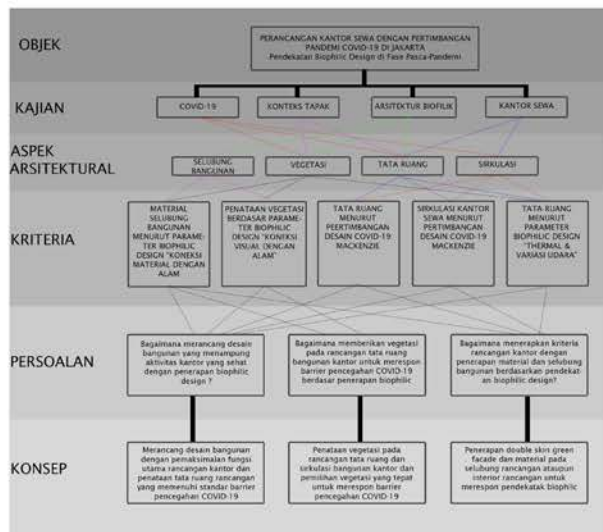 OBJEK
PERANCANGAN KANTOR SEWA DENGAN PERTIMBANGAN
PANDEMI COVID-19 DI JAKARTA
Pendekatan Biophilic Design di Fase Pasca-Pandemi
KAJIAN
COVID-19
KONTEKS TAPAK
ARSITEKTUR BIOFILIK
KANTOR SEWA
ASPEK
ARSITEKTURAL
SELUBUNG
BANGUNAN
VEGETASI
TATA RUANG
SIRKULASI
KRITERIA
MATERIAL
SELUBUNG
BANGUNAN
MENURUT PARAME-
TER BIOPHILIC
DESIGN "KONEKSI
MATERIAL DENGAN
ALAM"
PENATAAN VEGETASI
BERDASAR PARAME-
TER BIOPHILIC
DESIGN "KONEKSI
VISUAL DENGAN
ALAM"
TATA RUANG
MENURUT
PEERTIMBANGAN
DESAIN COVID-19
MACKENZIE
SIRKULASI KANTOR
SEWA MENURUT
PERTIMBANGAN
DESAIN COVID-19
MACKENZIE
TATA RUANG
MENURUT
PARAMETER
BIOPHILIC DESIGN
"THERMAL &
VARIASI UDARA"
PERSOALAN
Bagaimana merancang desain
bangunan yang menampung
aktivitas kantor yang sehat
dengan penerapan biophilic
design ?
Bagaimana memberikan vegetasi
pada rancangan tata ruang
bangunan kantor untuk merespon
barrier pencegahan COVID-19
berdasar penerapan biophilic
Bagaimana menerapkan kriteria
rancangan kantor dengan
penerapan material dan selubung
bangunan berdasarkan pendekat-
an biophilic design?
KONSEP
Merancang desain bangunan
dengan pemaksimalan fungsi
utama rancangan kantor dan
penataan tata ruang rancangan
yang memenuhi standar barrier
pencegahan COVID-19
Penataan vegetasi pada
rancangan tata ruang dan
sirkulasi bangunan kantor dan
pemilihan vegetasi yang tepat
untuk merespon barrier
pencegahan COVID-19
Penerapan double skin green
facade dan material pada
selubung rancangan ataupun
interior rancangan untuk
merespon pendekatak biophilic